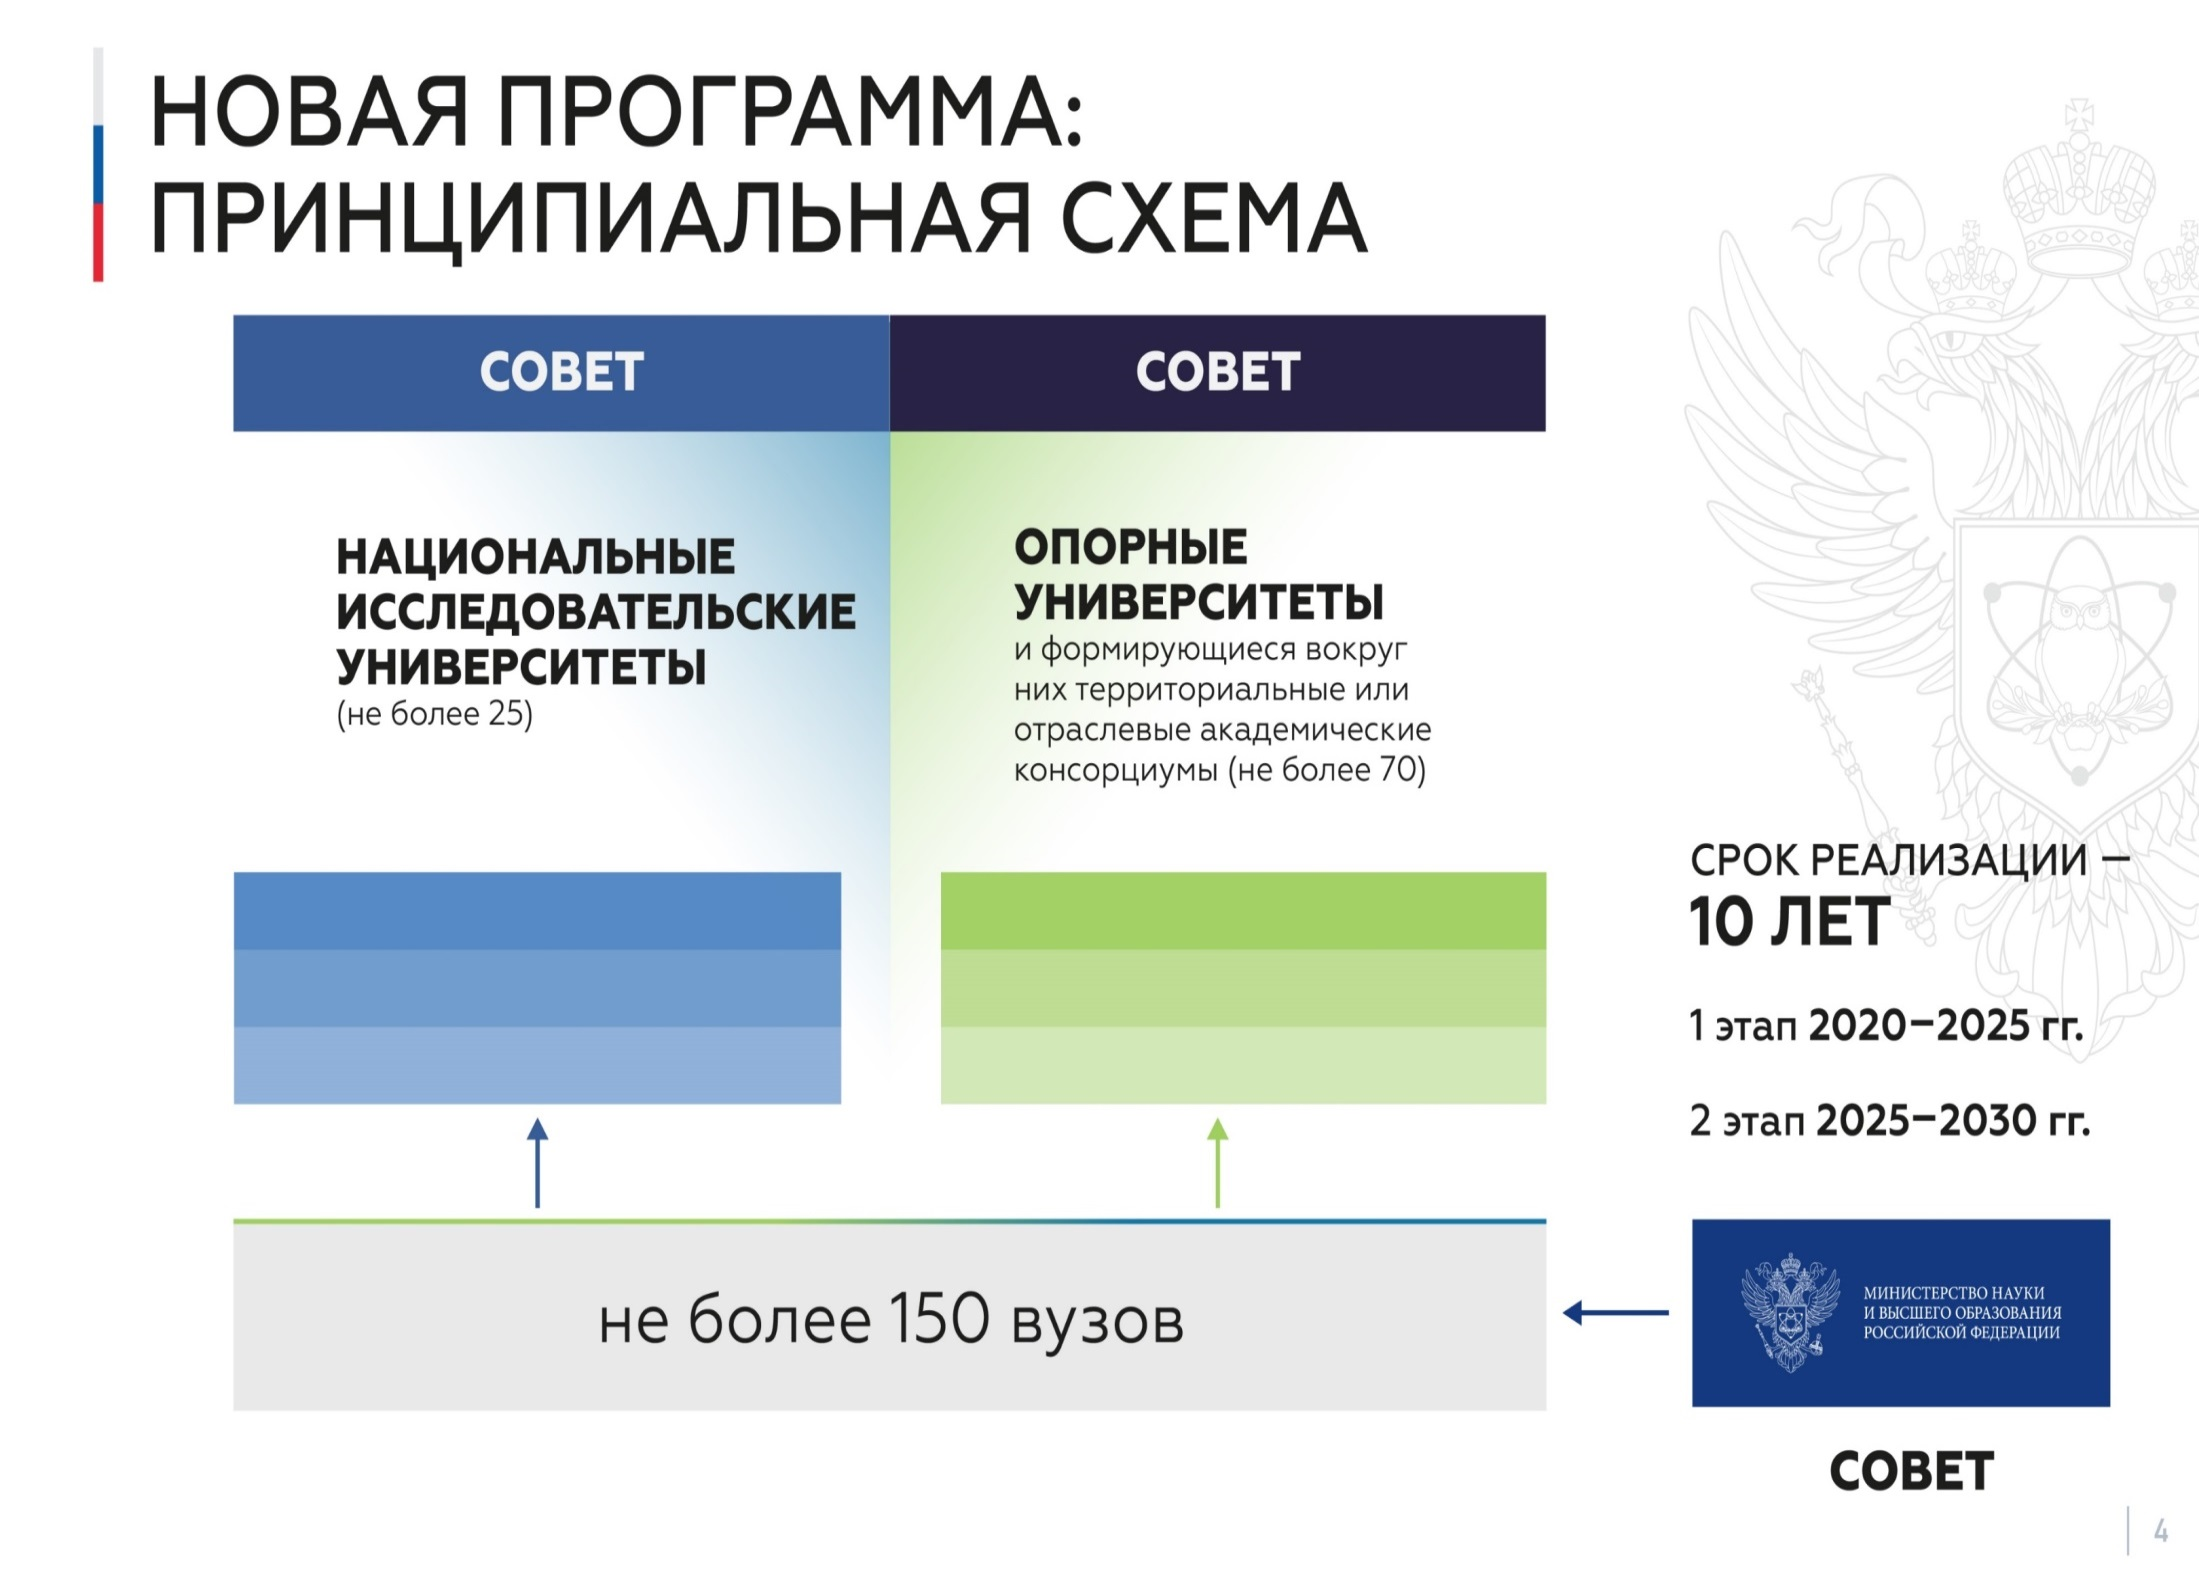 НОВАЯ ПРОГРАММА:
ПРИНЦИПИАЛЬНАЯ СХЕМА
СОВЕТ
СОВЕТ
НАЦИОНАЛЬНЫЕ
ИССЛЕДОВАТЕЛЬСКИЕ
УНИВЕРСИТЕТЫ
(не более 25)
ОПОРНЫЕ
УНИВЕРСИТЕТЫ
и формирующиеся вокруг
них территориальные или
отраслевые академические
консорциумы (не более 70)
СРОК РЕАЛИЗАЦИИ –
10 ЛЕТ
1 этап 2020–2025 гг.
2 этап 2025–2030 гг.
не более 150 вузов
МИНИСТЕРСТВО НАУКИ
И ВЫСШЕГО ОБРАЗОВАНИЯ
РОССИЙСКОЙ ФЕДЕРАЦИИ
СОВЕТ
4